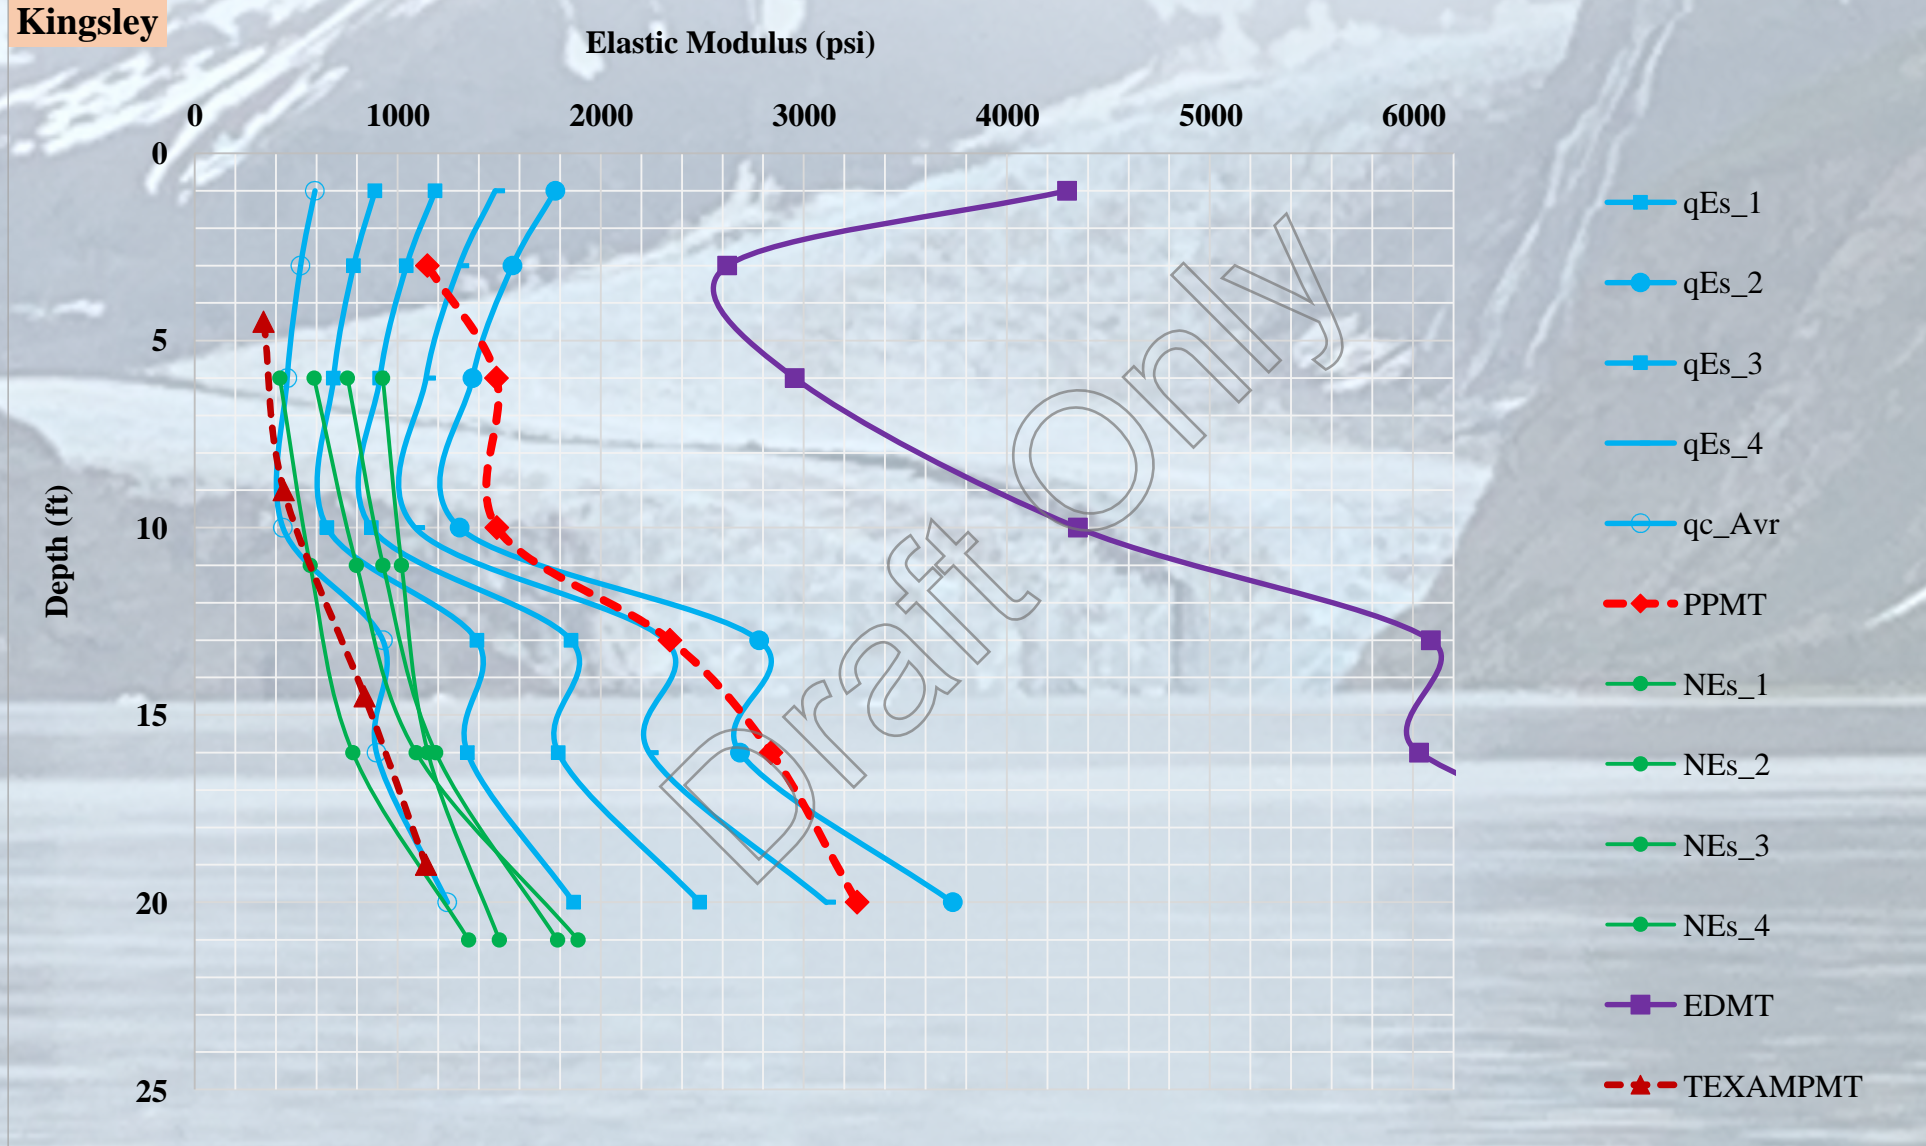 Kingsley
Elastic Modulus (psi)
0 1000 2000 3000 4000 5000 6000
0
5
10
15
20
25
Depth (ft)
Draft Only
qEs_1
qEs_2
qEs_3
qEs_4
qc_Avr
PPMT
NEs_1
NEs_2
NEs_3
NEs_4
EDMT
TEXAMPMT